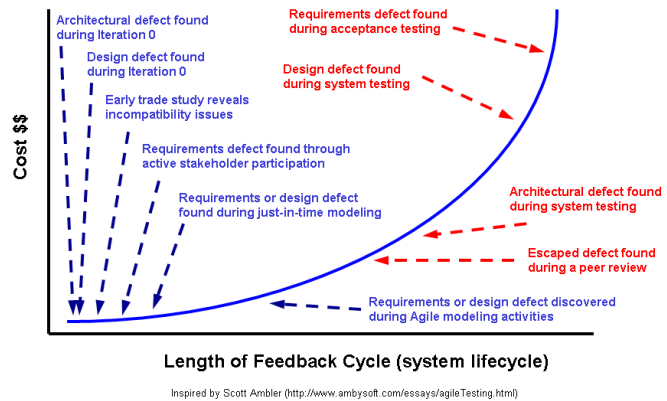 Architectural defect found
during Iteration 0
Design defect found
during Iteration 0
Early trade study reveals
incompatibility issues
Requirements defect found through
active stakeholder participation
Requirements or design defect
found during just-in-time modeling
Requirements defect found
during acceptance testing
Design defect found
during system testing
Architectural defect found
during system testing
Escaped defect found
during a peer review
Requirements or design defect discovered
during Agile modeling activities
Cost $$
Length of Feedback Cycle (system lifecycle)
Inspired by Scott Ambler (http://www.ambysoft.com/essays/agileTesting.html)